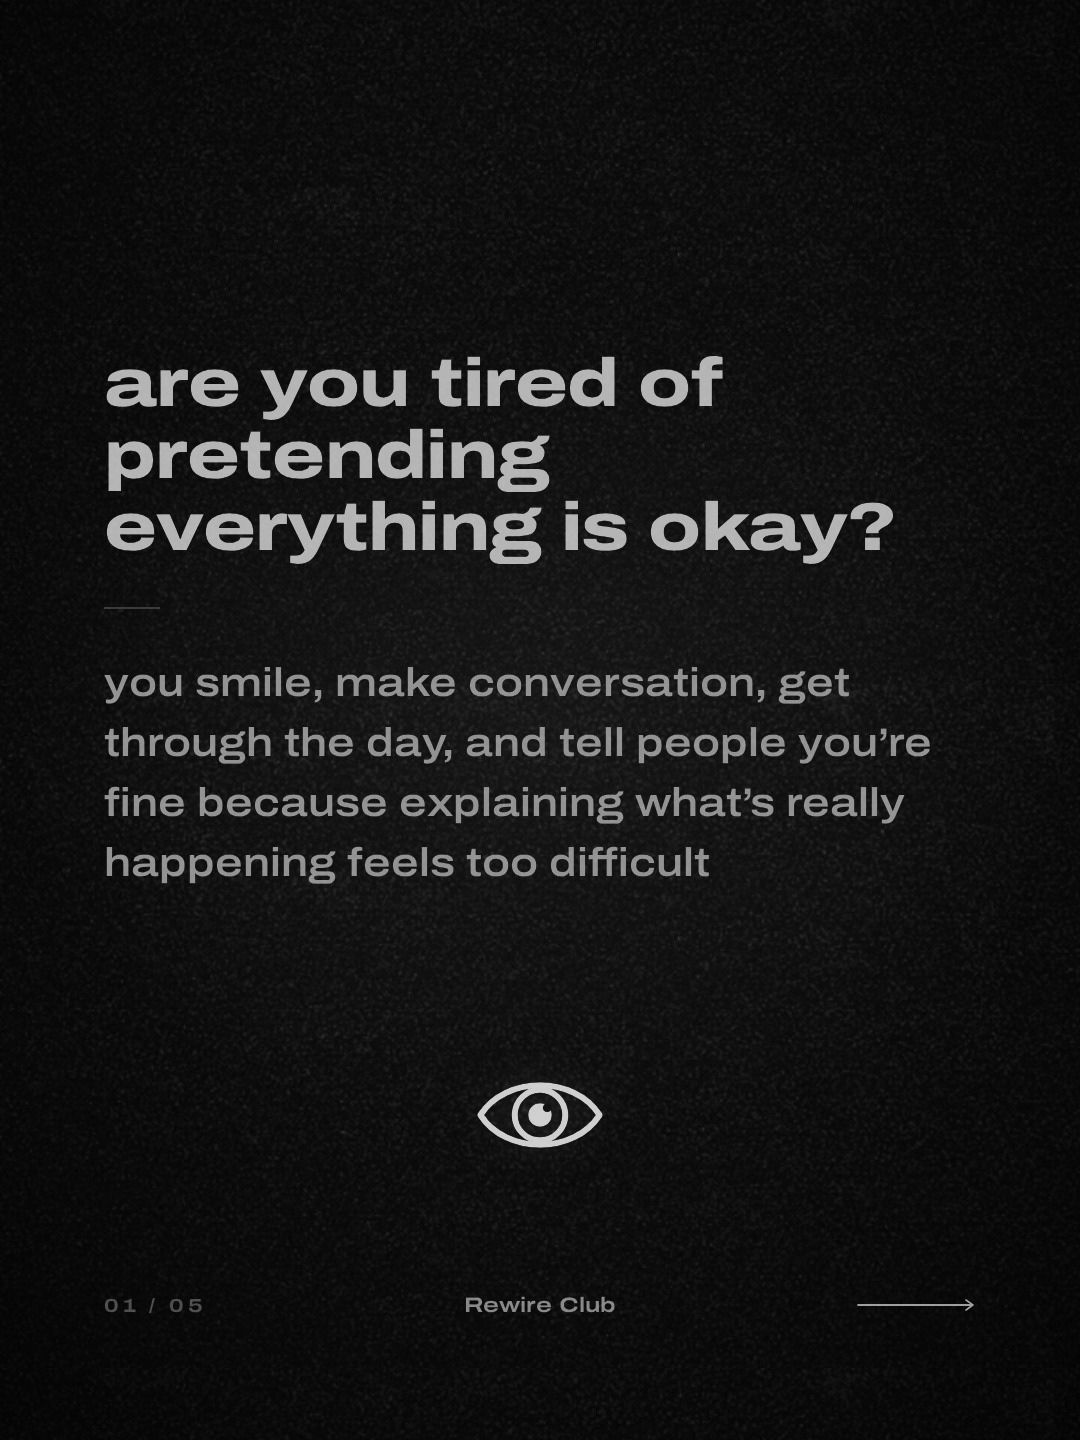 are you tired of
pretending
everything is okay?
you smile, make conversation, get
through the day, and tell people you’re
fine because explaining what’s really
happening feels too difficult
01 / 05
Rewire Club